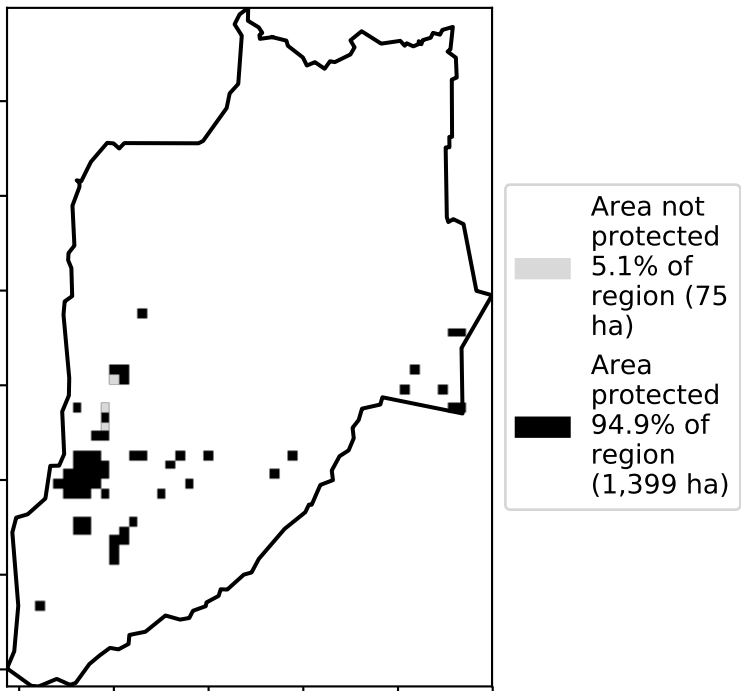 Area not
protected
5.1% of
region (75
ha)
Area
protected
94.9% of
region
(1,399 ha)